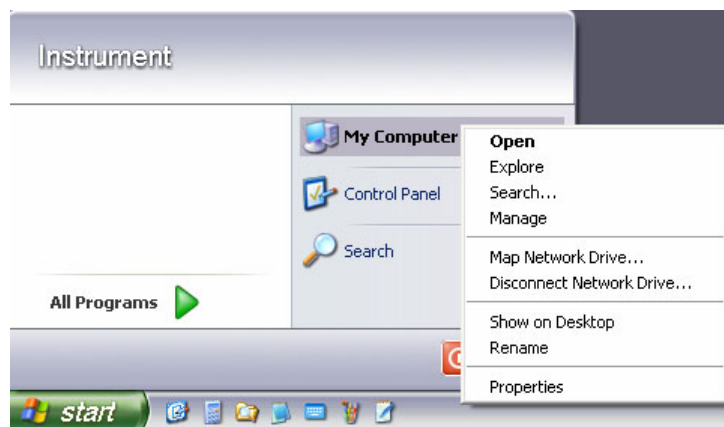 Instrument
My Computer
Control Panel
Search
All Programs
Open
Explore
Search...
Manage
Map Network Drive...
Disconnect Network Drive...
Show on Desktop
Rename
Properties
start